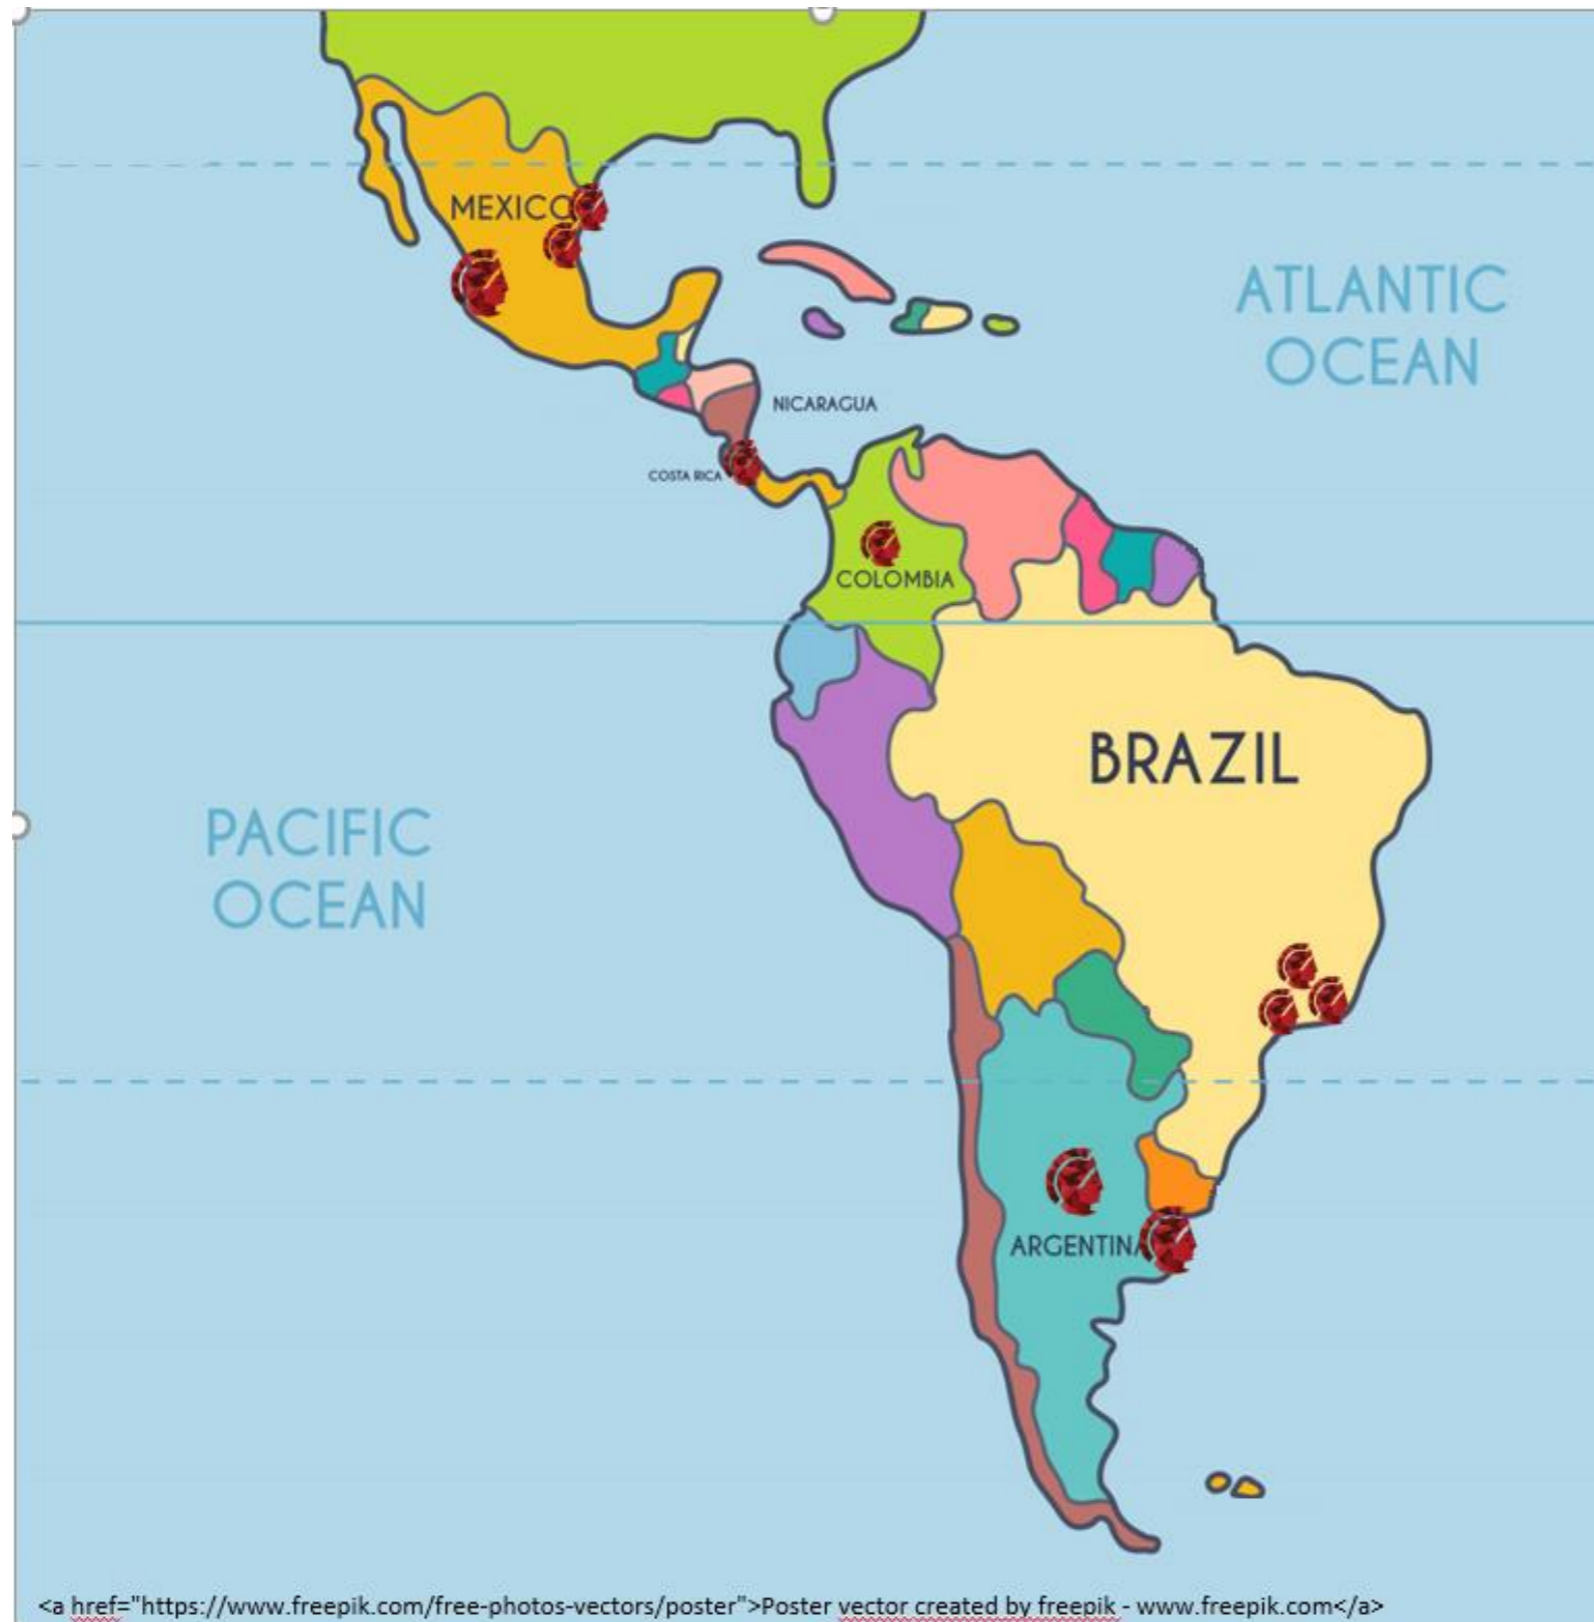 MEXICO
ATLANTIC
OCEAN
NICARAGUA
COSTA RICA
COLOMBIA
BRAZIL
PACIFIC
OCEAN
ARGENTINA
<a href="https://www.freepik.com/free-photos-vectors/poster">Poster vector created by freepik - www.freepik.com</a>